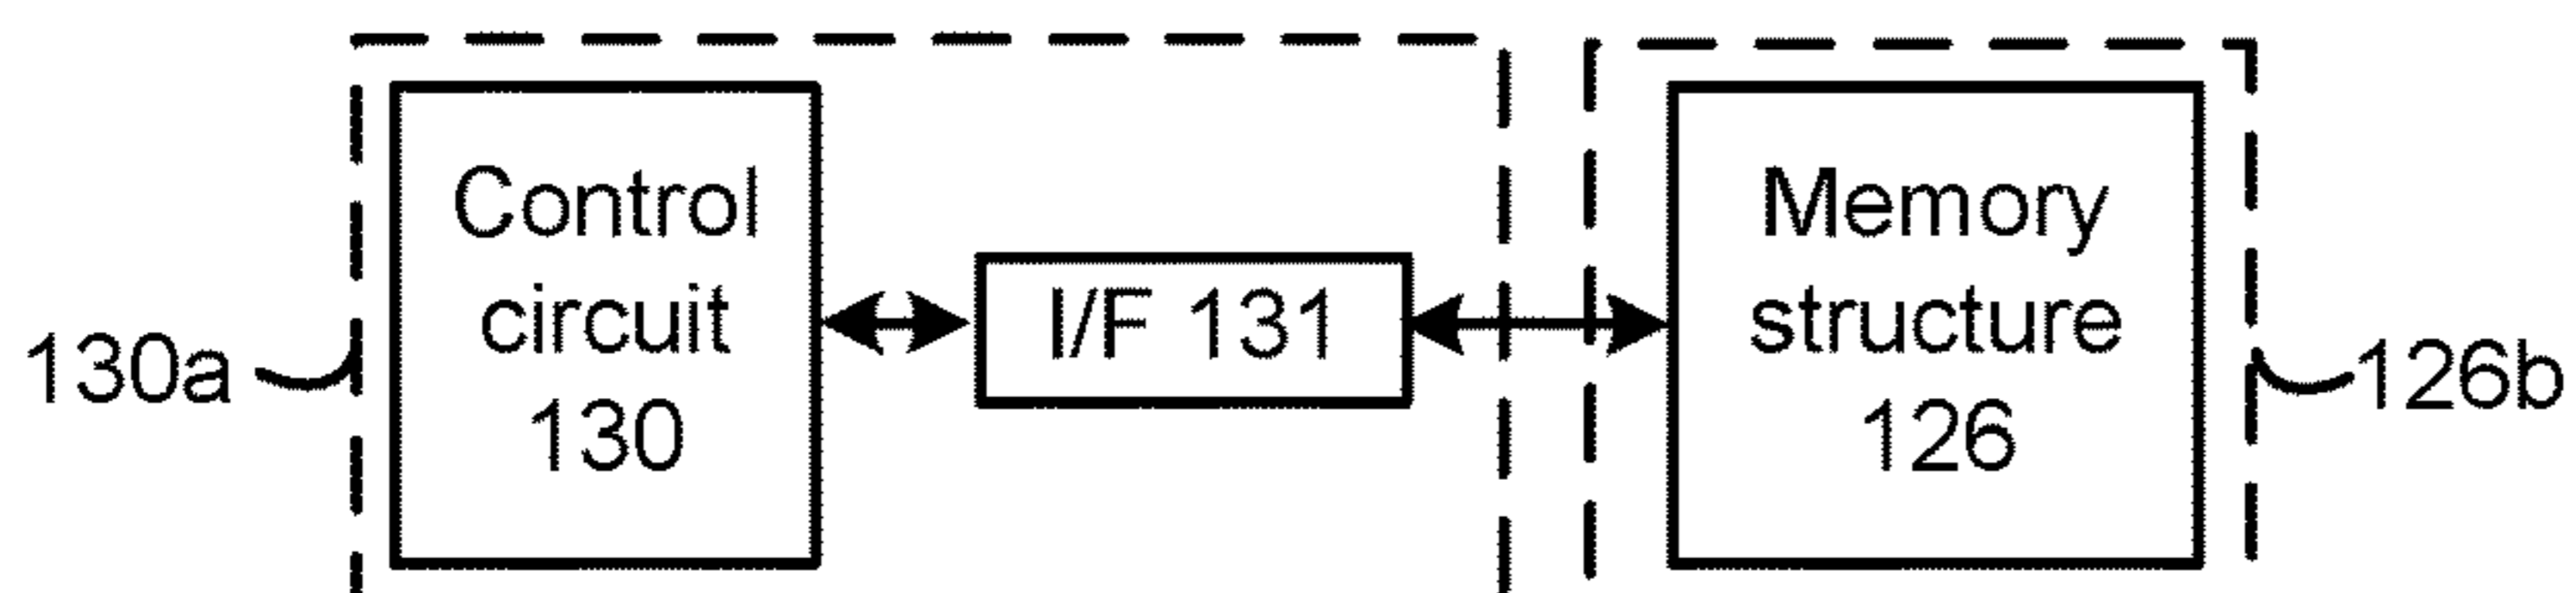 130a
Control
circuit
130
I/F 131
Memory
structure
126
126b